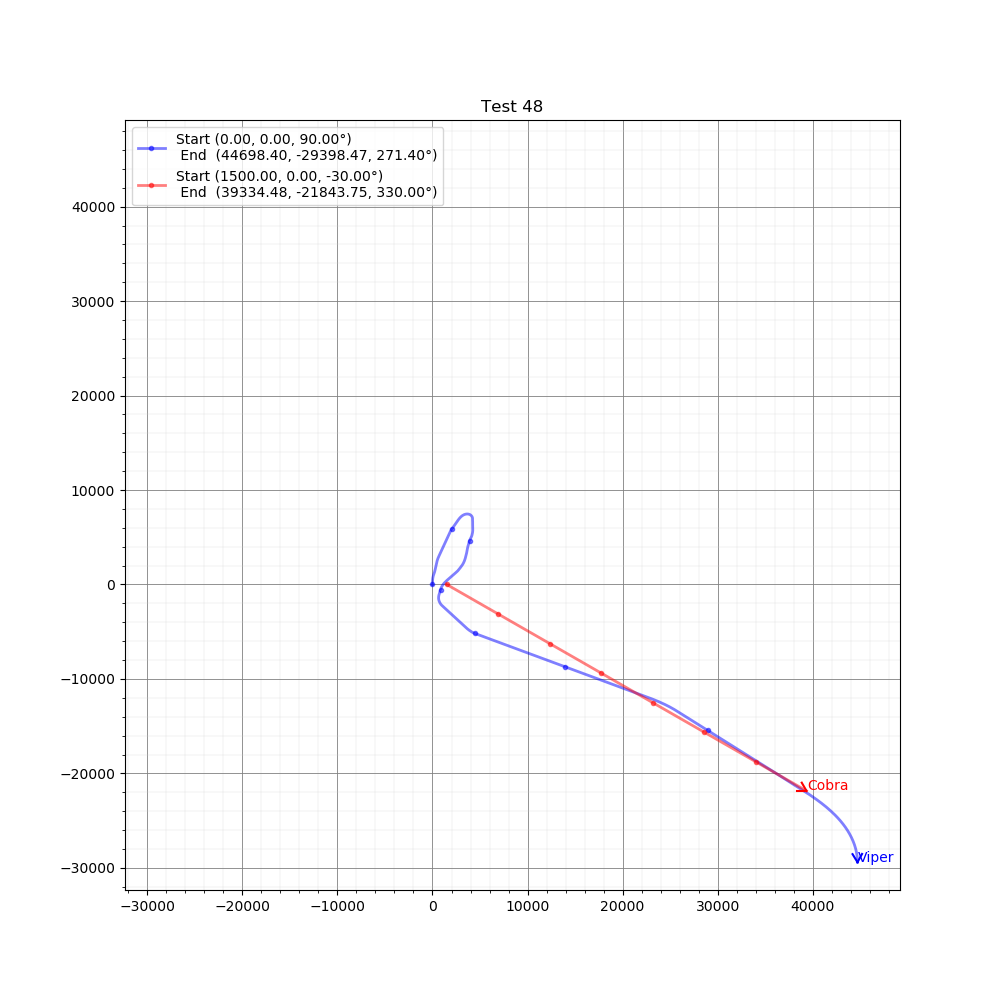 Test 48
Start (0.00, 0.00, 90.00°)
End  (44698.40, -29398.47, 271.40°)
Start (1500.00, 0.00, -30.00°)
End  (39334.48, -21843.75, 330.00°)
40000
30000
20000
10000
0
−10000
−20000
−30000
Cobra
Viper
−30000 −20000 −10000 0 10000 20000 30000 40000